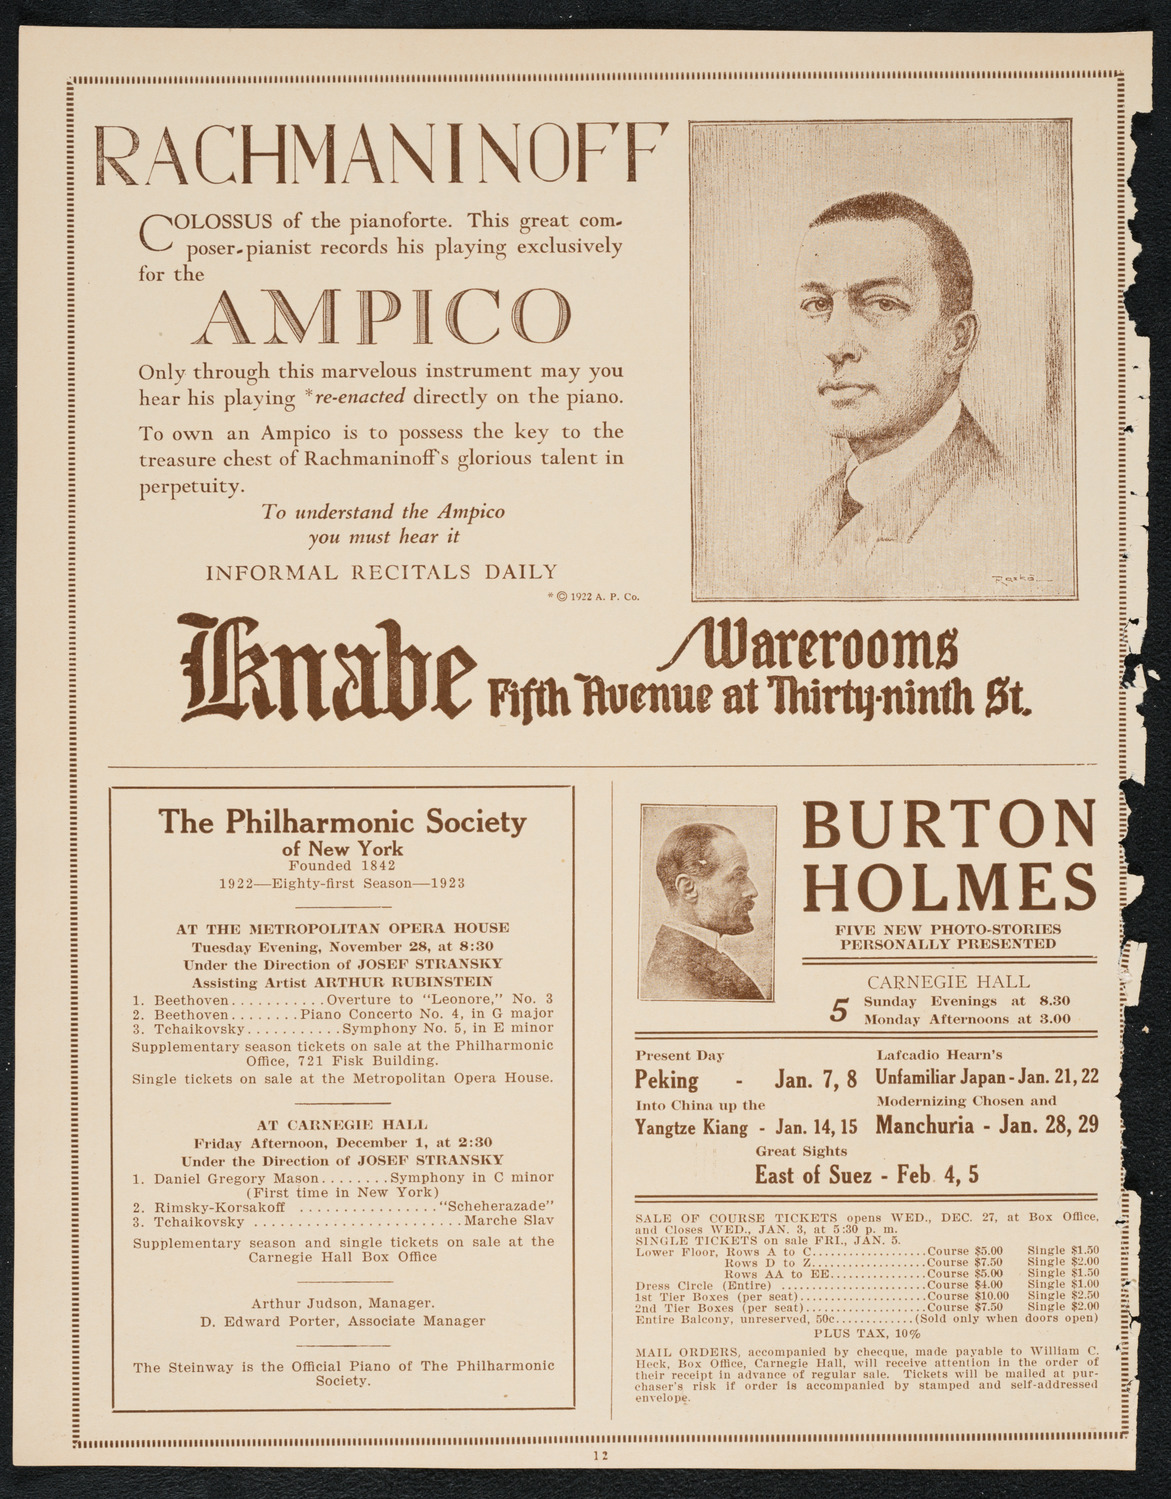 RACHMANINOFF
COLOSSUS of the pianoforte. This great com-
poser-pianist records his playing exclusively
for the
AMPICO
Only through this marvelous instrument may you
hear his playing *re-enacted directly on the piano.
To own an Ampico is to possess the key to the
treasure chest of Rachmaninoff's glorious talent in
perpetuity.
To understand the Ampico
you must hear it
INFORMAL RECITALS DAILY
* © 1922 A. P. Co.
Knabe Warerooms
Fifth Avenue at Thirty-ninth St.
The Philharmonic Society
of New York
Founded 1842
1922—Eighty-first Season—1923
AT THE METROPOLITAN OPERA HOUSE
Tuesday Evening, November 28, at 8:30
Under the Direction of JOSEF STRANSKY
Assisting Artist ARTHUR RUBINSTEIN
1. Beethoven...........Overture to "Leonore," No. 3
2. Beethoven........Piano Concerto No. 4, in G major
3. Tchaikovsky...........Symphony No. 5, in E minor
Supplementary season tickets on sale at the Philharmonic
Office, 721 Fisk Building.
Single tickets on sale at the Metropolitan Opera House.
AT CARNEGIE HALL
Friday Afternoon, December 1, at 2:30
Under the Direction of JOSEF STRANSKY
1. Daniel Gregory Mason........Symphony in C minor
(First time in New York)
2. Rimsky-Korsakoff ................"Scheherazade"
3. Tchaikovsky ........................Marche Slav
Supplementary season and single tickets on sale at the
Carnegie Hall Box Office
Arthur Judson, Manager.
D. Edward Porter, Associate Manager
The Steinway is the Official Piano of The Philharmonic
Society.
BURTON
HOLMES
FIVE NEW PHOTO-STORIES
PERSONALLY PRESENTED
CARNEGIE HALL
5 Sunday Evenings at 8.30
Monday Afternoons at 3.00
Present Day
Peking - Jan. 7, 8
Into China up the
Yangtze Kiang - Jan. 14, 15
Lafcadio Hearn's
Unfamiliar Japan - Jan. 21, 22
Modernizing Chosen and
Manchuria - Jan. 28, 29
Great Sights
East of Suez - Feb. 4, 5
SALE OF COURSE TICKETS opens WED., DEC. 27, at Box Office,
and Closes WED., JAN. 3, at 5:30 p. m.
SINGLE TICKETS on sale FRI., JAN. 5.
Lower Floor, Rows A to C...................Course $5.00 Single $1.50
Rows D to Z...................Course $7.50 Single $2.00
Rows AA to EE................Course $5.00 Single $1.50
Dress Circle (Entire) ........................Course $4.00 Single $1.00
1st Tier Boxes (per seat).....................Course $10.00 Single $2.50
2nd Tier Boxes (per seat)....................Course $7.50 Single $2.00
Entire Balcony, unreserved, 50c.............(Sold only when doors open)
PLUS TAX, 10%
MAIL ORDERS, accompanied by checque, made payable to William C.
Heck, Box Office, Carnegie Hall, will receive attention in the order of
their receipt in advance of regular sale. Tickets will be mailed at pur-
chaser's risk if order is accompanied by stamped and self-addressed
envelope.
12